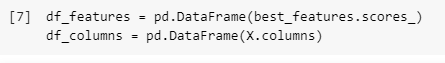 [7] df_features = pd.DataFrame(best_features.scores_)
df_columns = pd.DataFrame(X.columns)